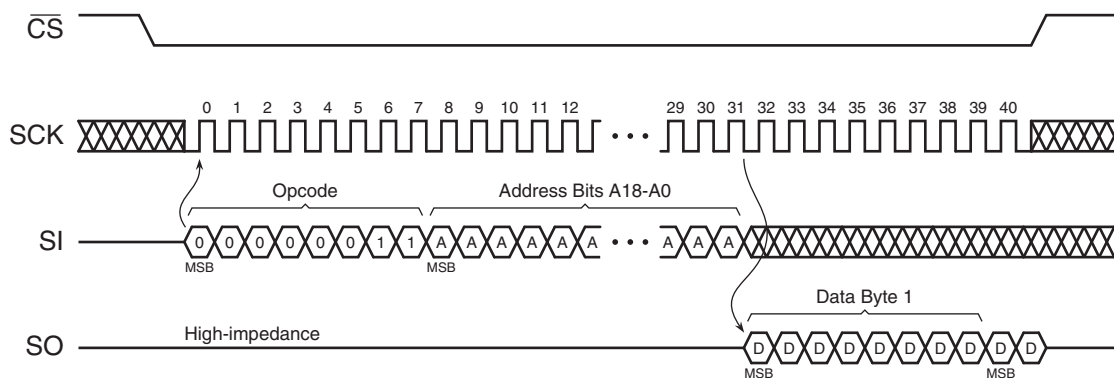 CS
0 1 2 3 4 5 6 7 8 9 10 11 12 29 30 31 32 33 34 35 36 37 38 39 40
SCK
Opcode Address Bits A18-A0
SI 0 0 0 0 0 0 1 1 A A A A A A A A A
MSB MSB
Data Byte 1
High-impedance
SO D D D D D D D D D D
MSB MSB